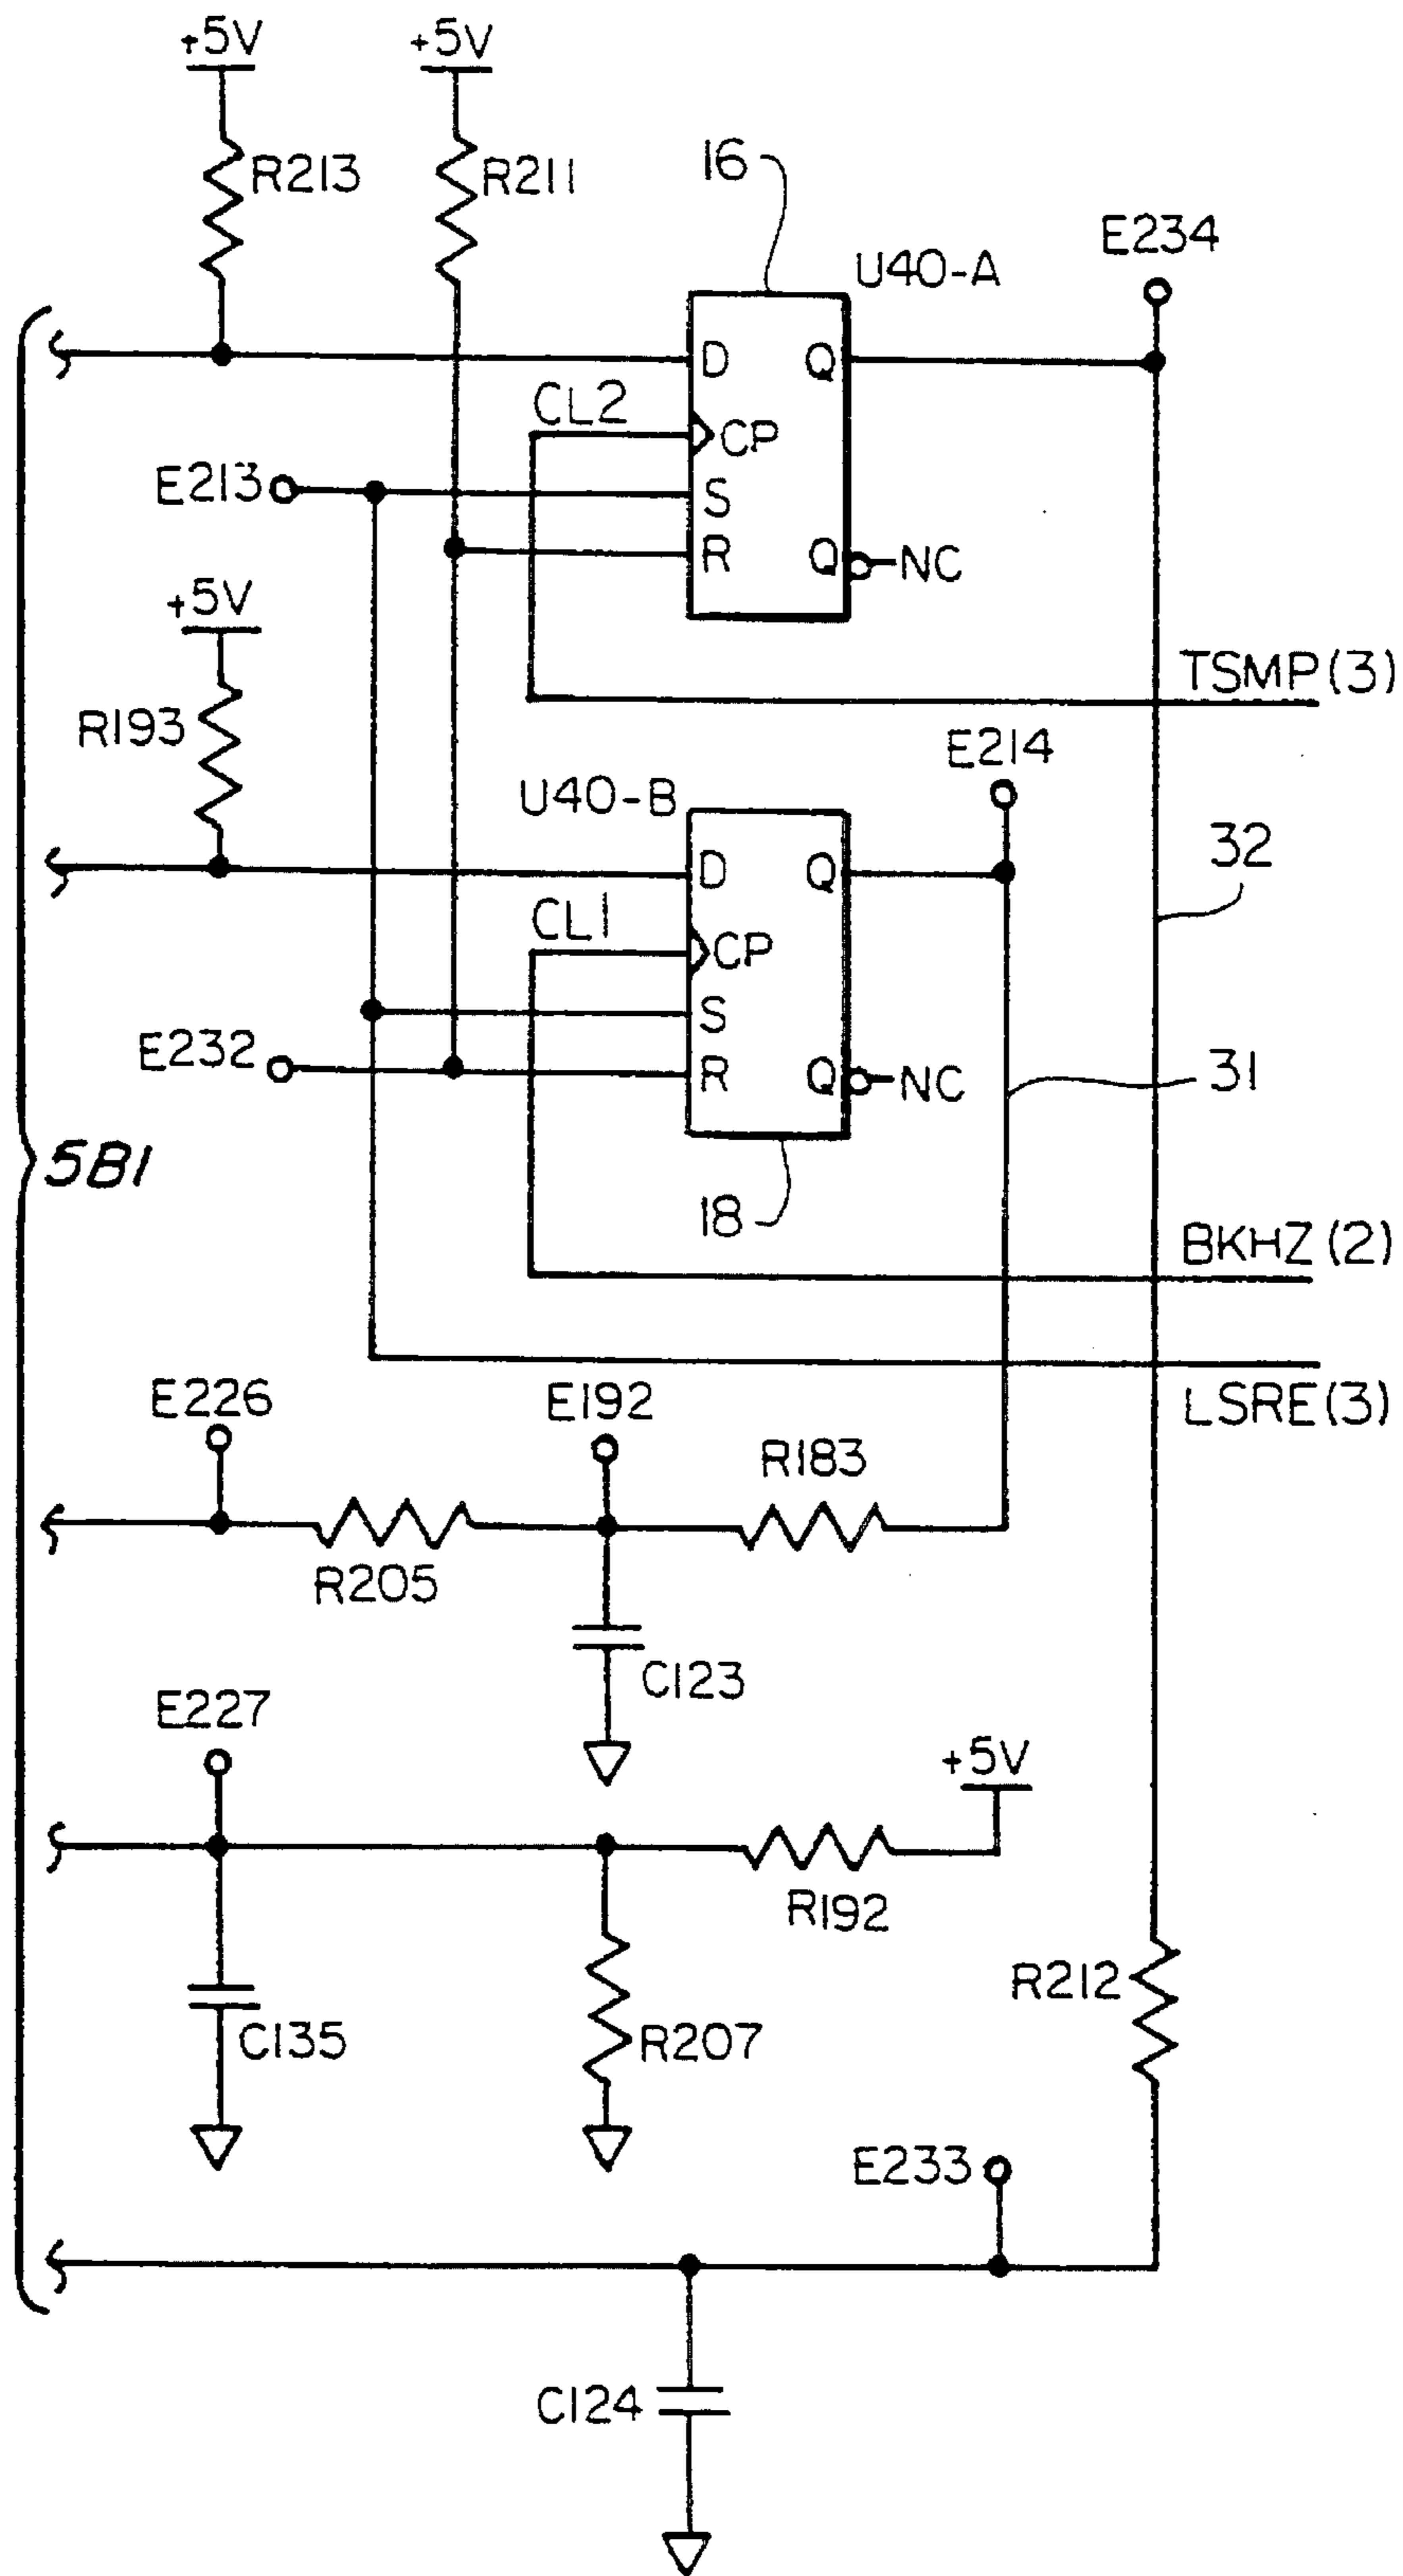 +5V
+5V
R213
R211
16
U40-A
E234
D
Q
CL2
CP
E213
S
R
Q
NC
+5V
TSMP(3)
R193
E214
U40-B
32
D
Q
CL1
CP
S
E232
R
Q
NC
31
5B1
18
BKHZ(2)
E226
E192
LSRE(3)
R183
R205
C123
E227
+5V
R192
R212
C135
R207
E233
C124